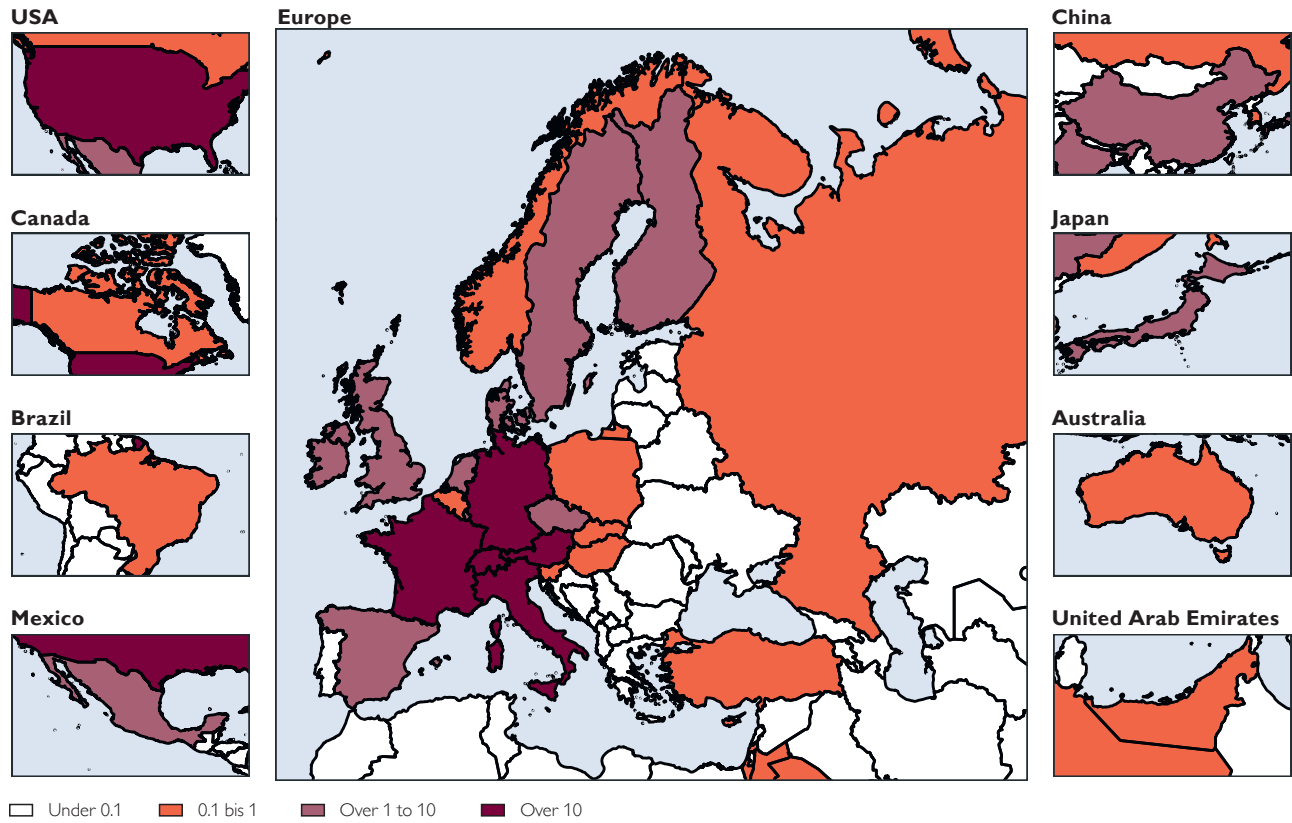 USA
Europe
China
Canada
Japan
Brazil
Australia
Mexico
United Arab Emirates
Under 0.1
0.1 bis 1
Over 1 to 10
Over 10